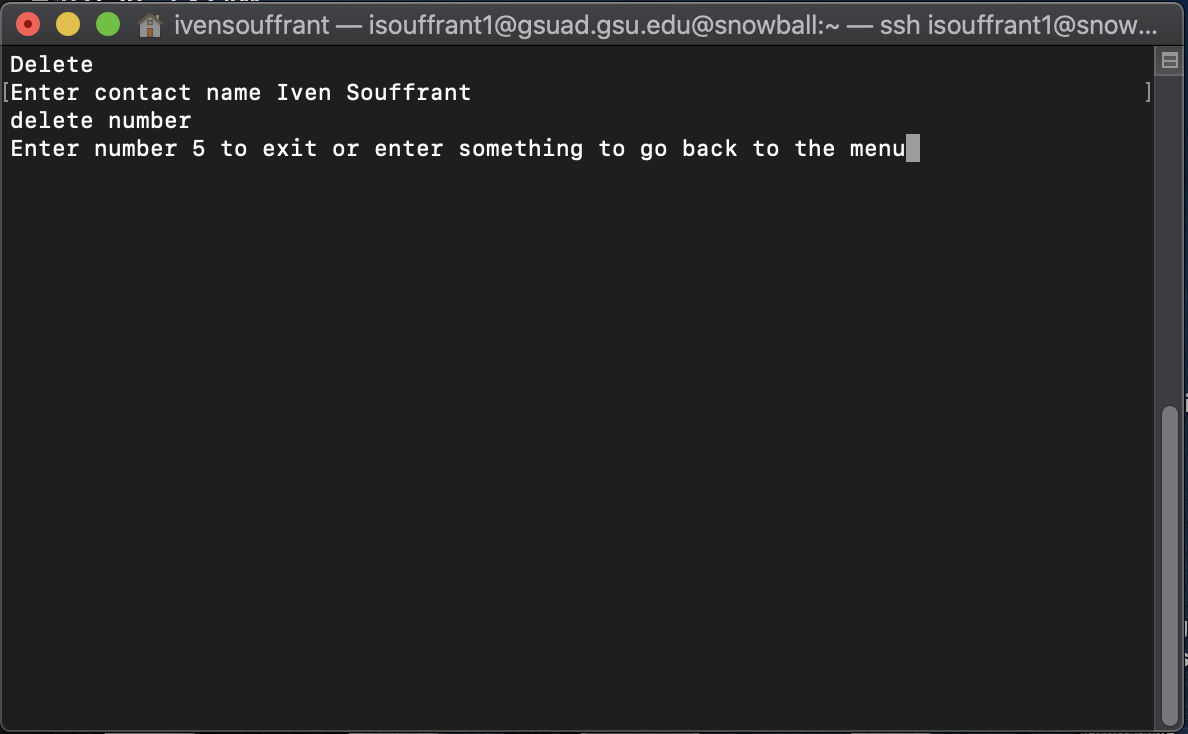 ivensouffrant — isouffrant1@gsuad.gsu.edu@snowball:~ — ssh isouffrant1@snow...
Delete
[Enter contact name Iven Souffrant ]
delete number
Enter number 5 to exit or enter something to go back to the menu